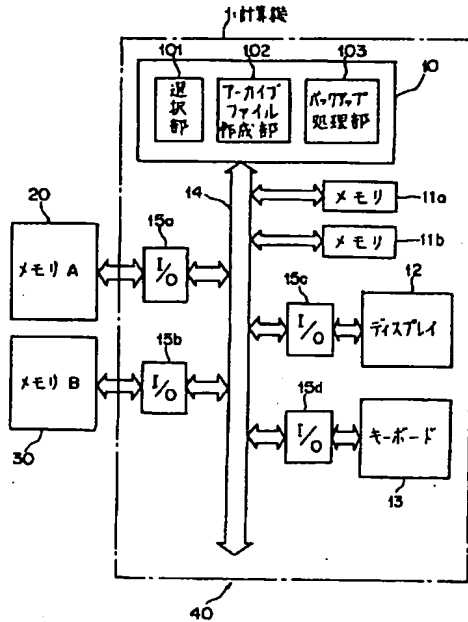 1:計算機
101
102
103
選択部
アーカイブ
ファイル
作成部
バックアップ
処理部
10
14
メモリ
11a
メモリ
11b
20
メモリ A
15a
I/O
12
15c
I/O
ディスプレイ
15b
メモリ B
I/O
30
15d
I/O
キーボード
13
40